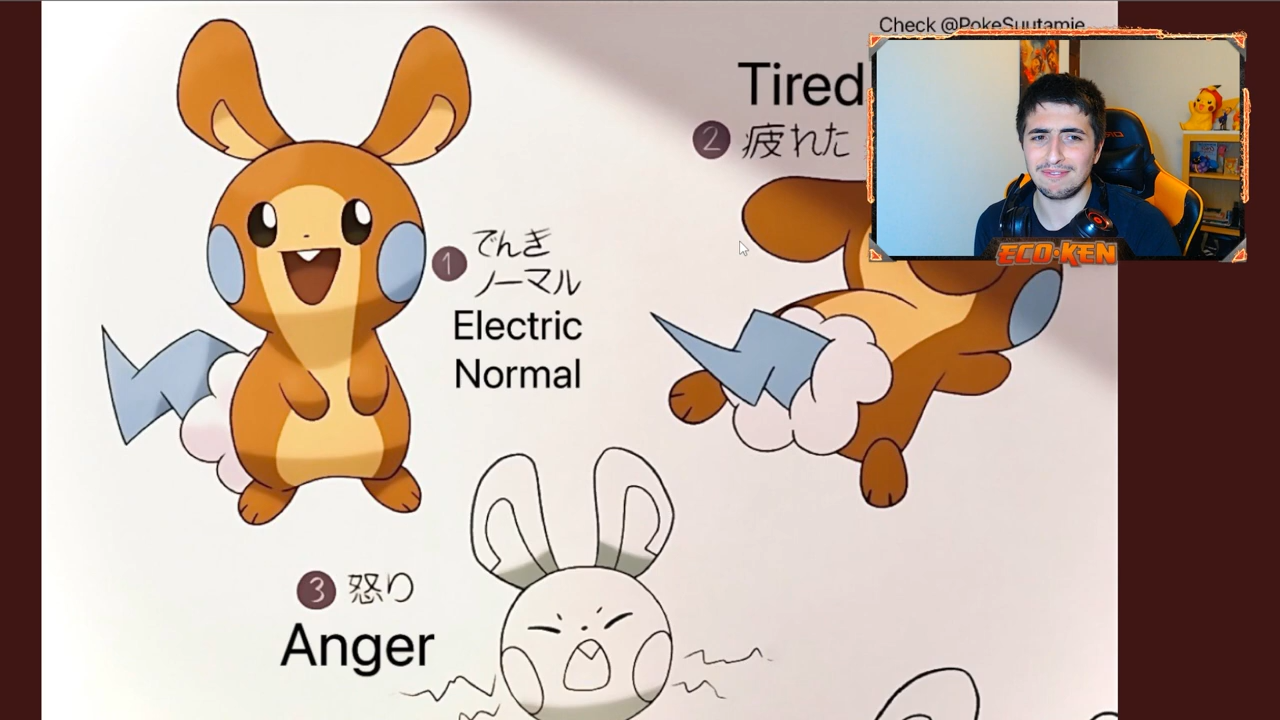 Check @PokeSuutamie
Tired
2 疲れた
ECO·KEN
1 でんき
ノーマル
Electric
Normal
3 怒り
Anger